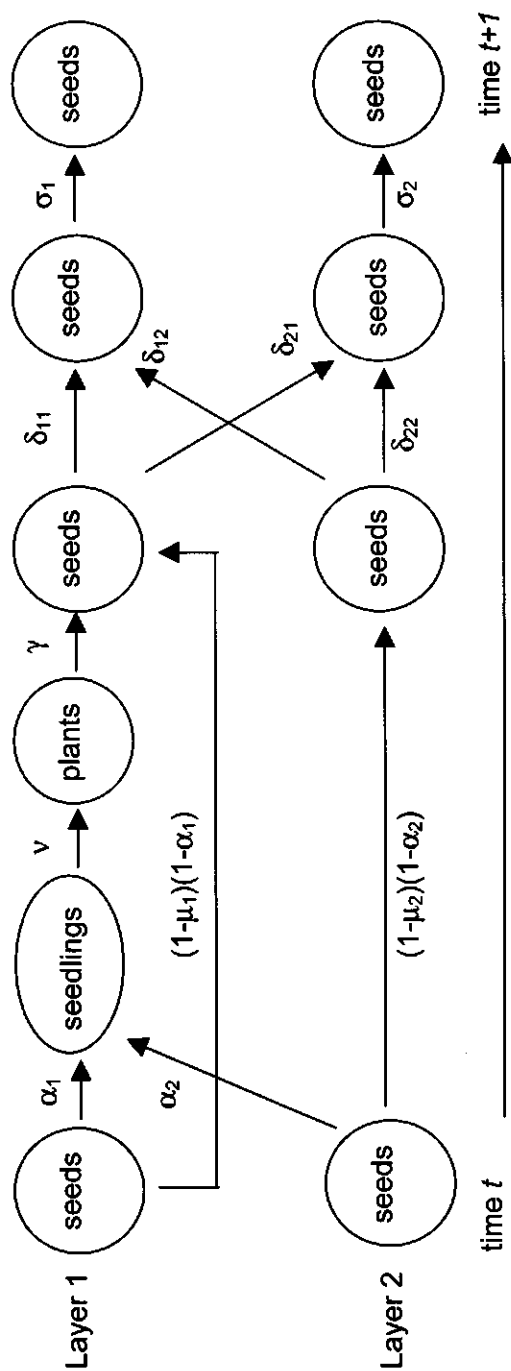 Layer 1
seeds
α₁
seedlings
ν
plants
γ
seeds
δ₁₁
seeds
σ₁
seeds
α₂
(1-μ₁)(1-α₁)
δ₁₂
δ₂₁
Layer 2
seeds
(1-μ₂)(1-α₂)
seeds
δ₂₂
seeds
σ₂
seeds
time t
time t+1